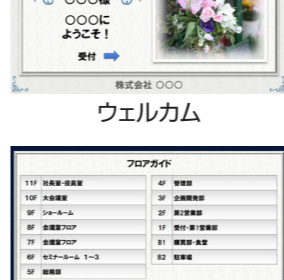 ○○○様
○○○に
ようこそ！
受付
株式会社 ○○○
ウェルカム
フロアガイド
11F 社長室・役員室
10F 大会議室
9F ショールーム
8F 会議室フロア
7F 会議室フロア
6F セミナールーム 1~3
5F 総務部
4F 管理部
3F 企画開発部
2F 第2営業部
1F 受付・第1営業部
B1 購買部・食堂
B2 駐車場